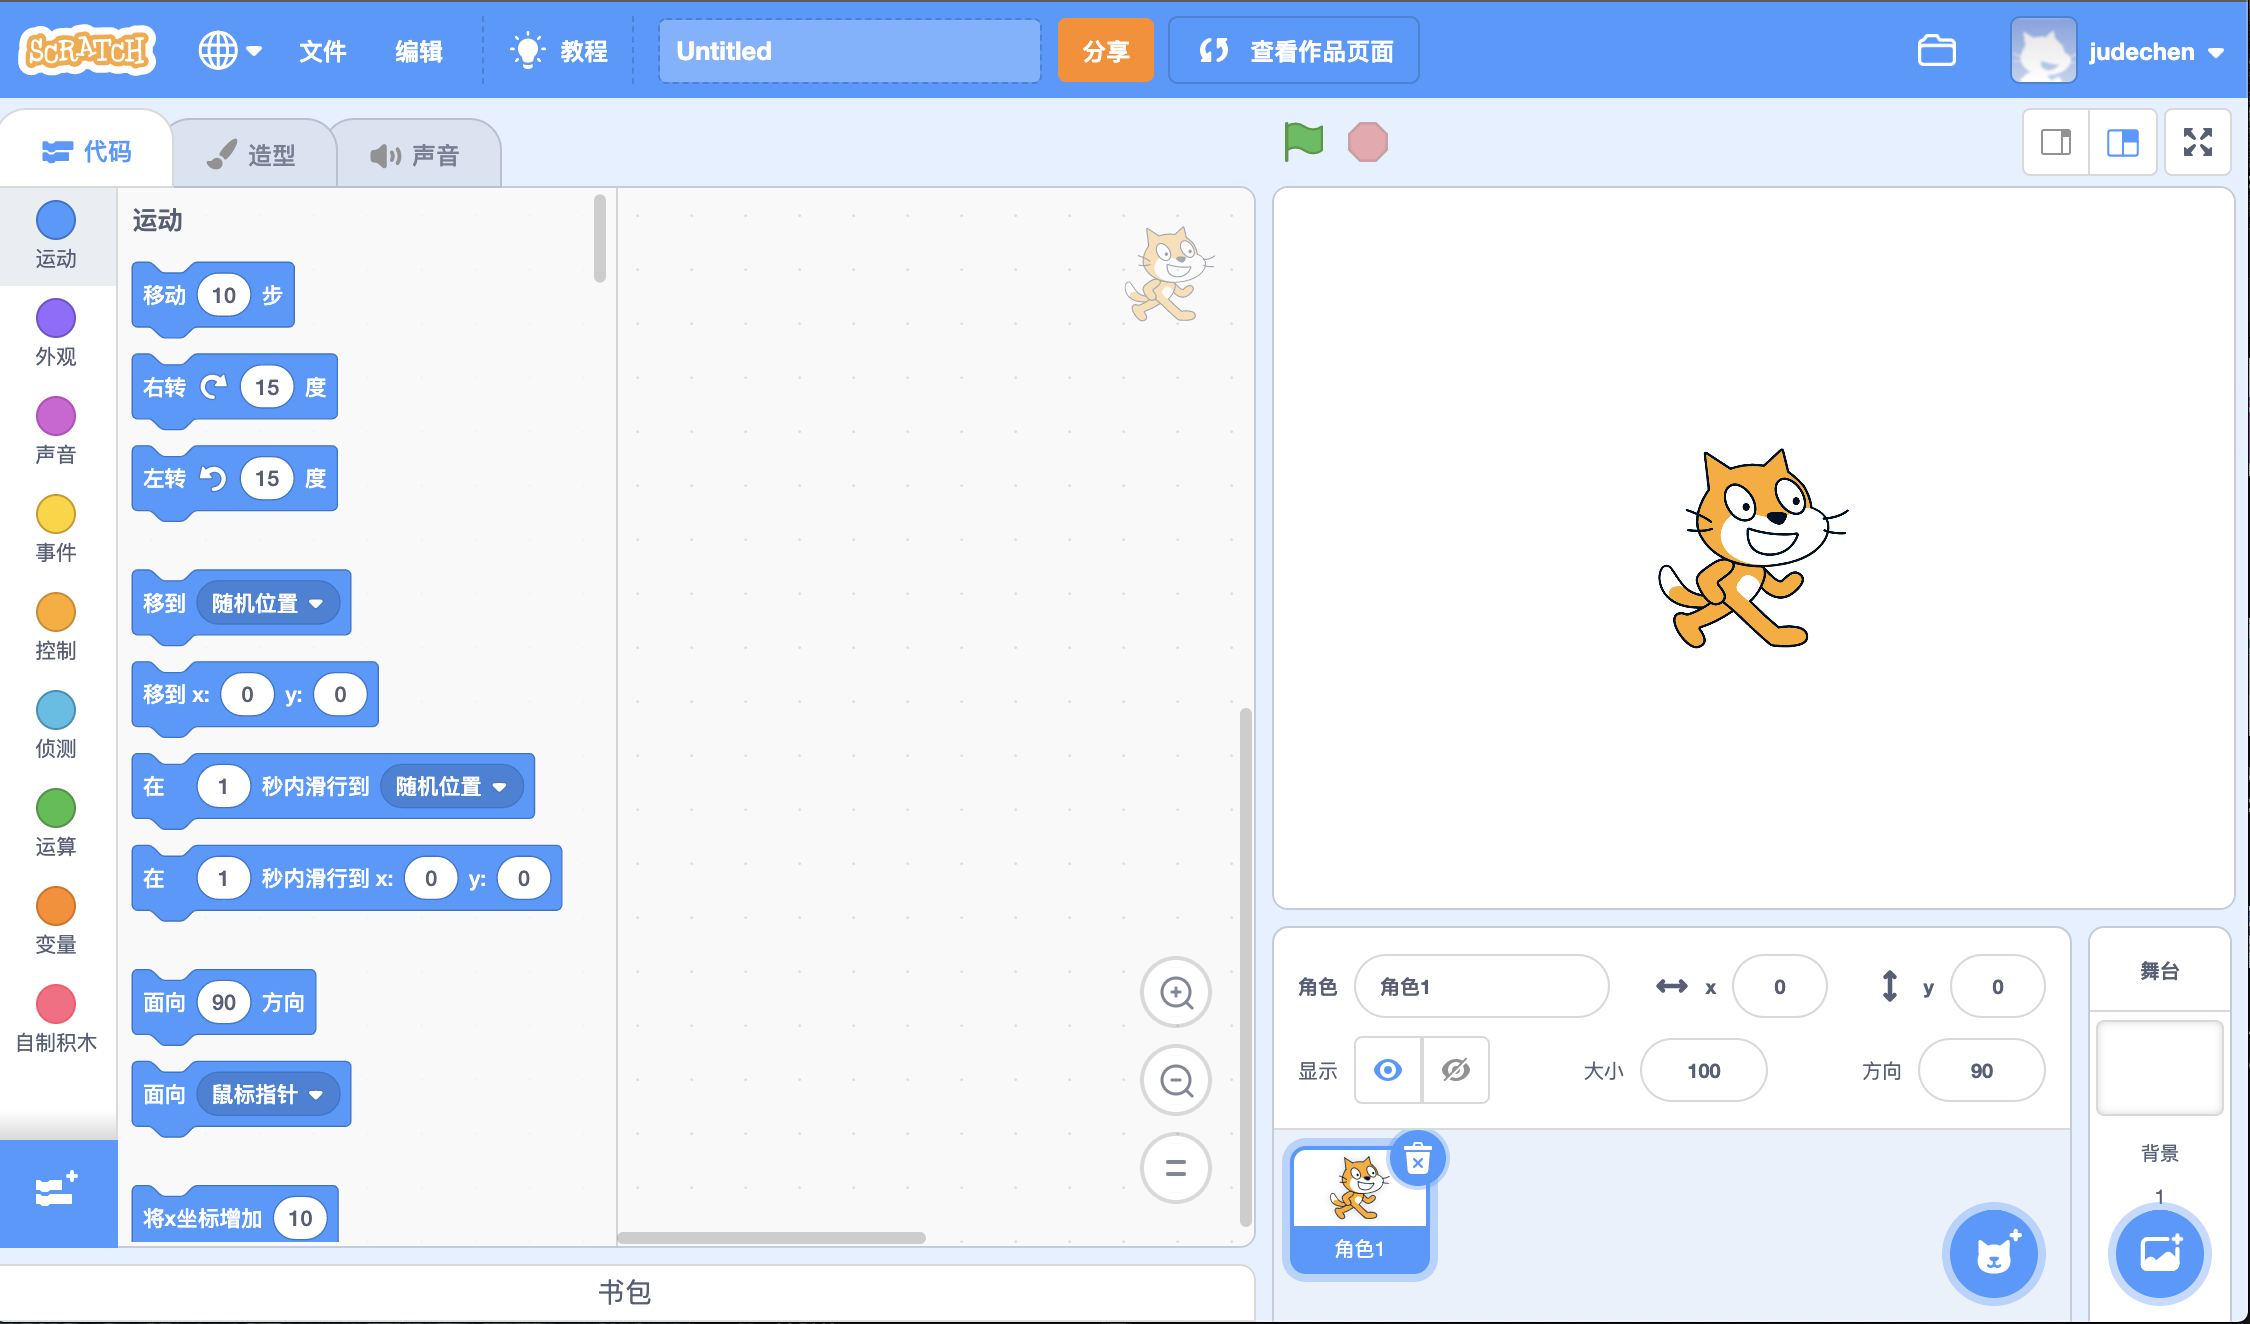 SCRATCH 文件 编辑 教程 Untitled 分享 查看作品页面 judechen
代码 造型 声音
运动
外观
声音
事件
控制
侦测
运算
变量
自制积木
运动
移动 10 步
右转 15 度
左转 15 度
移到 随机位置
移到 x: 0 y: 0
在 1 秒内滑行到 随机位置
在 1 秒内滑行到 x: 0 y: 0
面向 90 方向
面向 鼠标指针
将x坐标增加 10
书包
角色 角色1 x 0 y 0
显示 大小 100 方向 90
角色1
舞台
背景
1